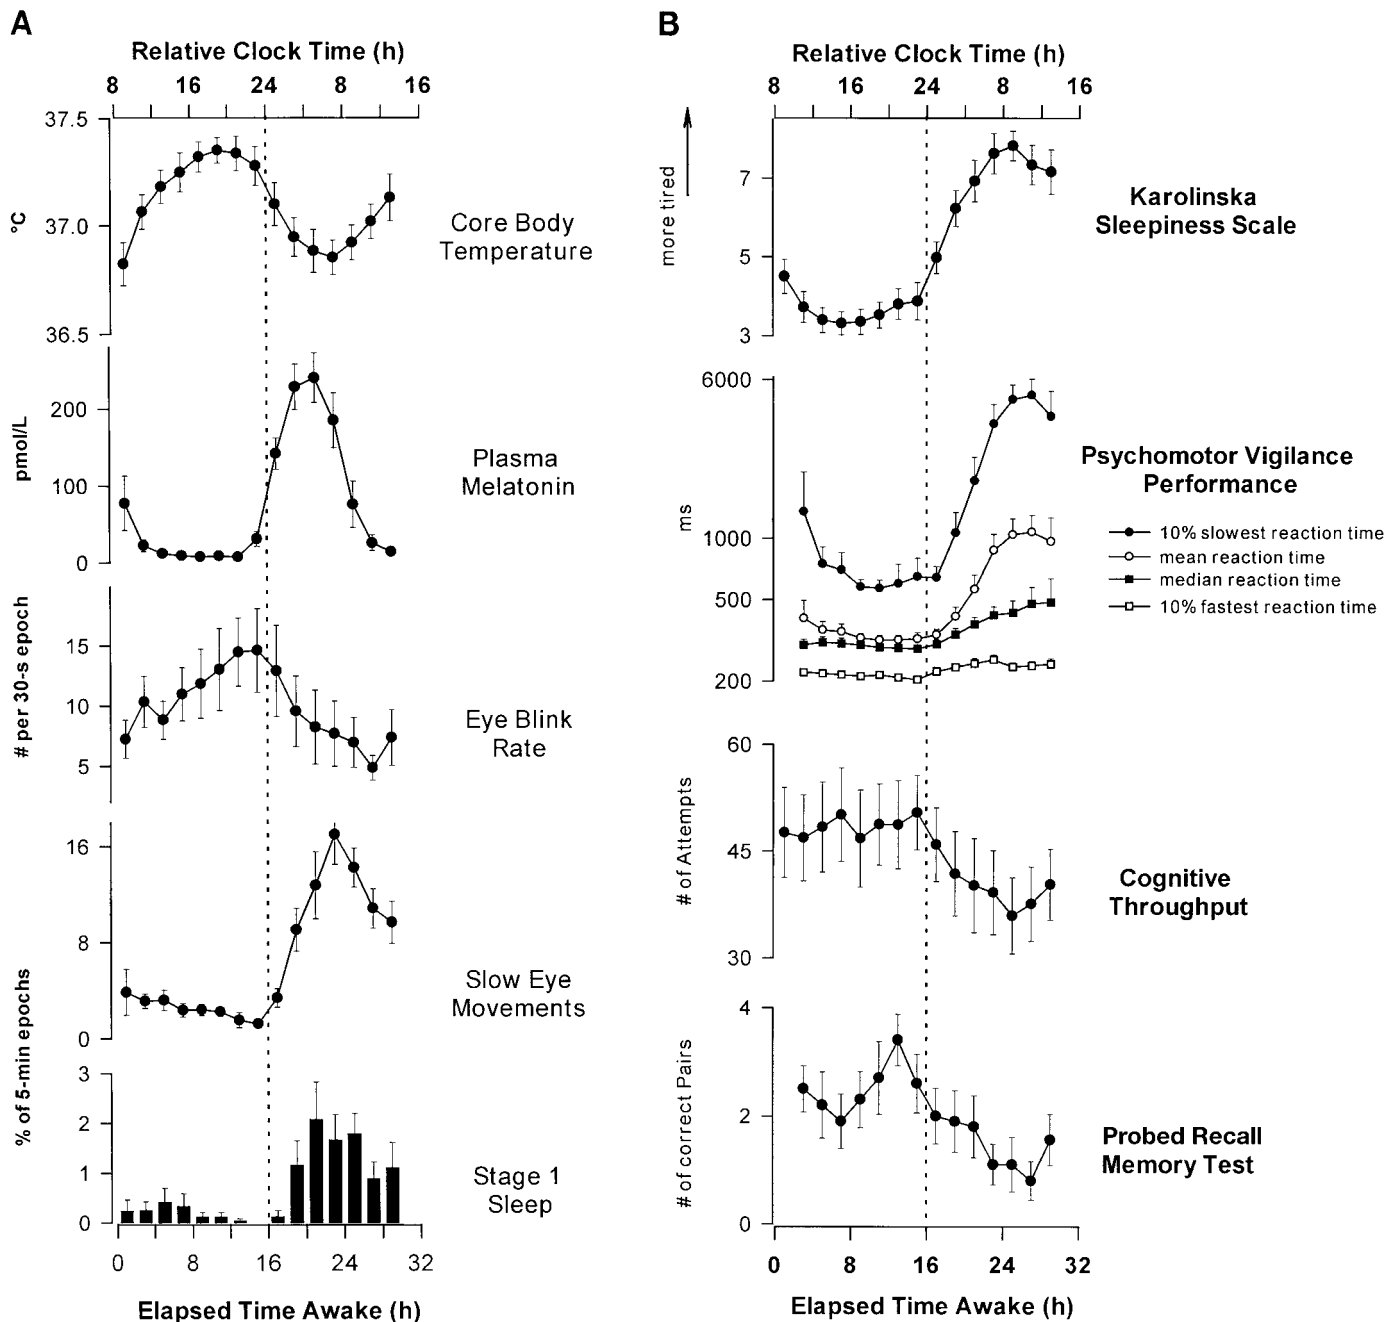 A
Relative Clock Time (h)
8 16 24 8 16
37.5
37.0
36.5
°C
Core Body
Temperature
200
100
0
pmol/L
Plasma
Melatonin
15
10
5
# per 30-s epoch
Eye Blink
Rate
16
8
0
Slow Eye
Movements
% of 5-min epochs
3
2
1
0
Stage 1
Sleep
0 8 16 24 32
Elapsed Time Awake (h)
B
Relative Clock Time (h)
8 16 24 8 16
more tired
7
5
3
Karolinska
Sleepiness Scale
6000
1000
500
200
ms
Psychomotor Vigilance
Performance
10% slowest reaction time
mean reaction time
median reaction time
10% fastest reaction time
60
45
30
# of Attempts
Cognitive
Throughput
4
2
0
# of correct Pairs
Probed Recall
Memory Test
0 8 16 24 32
Elapsed Time Awake (h)